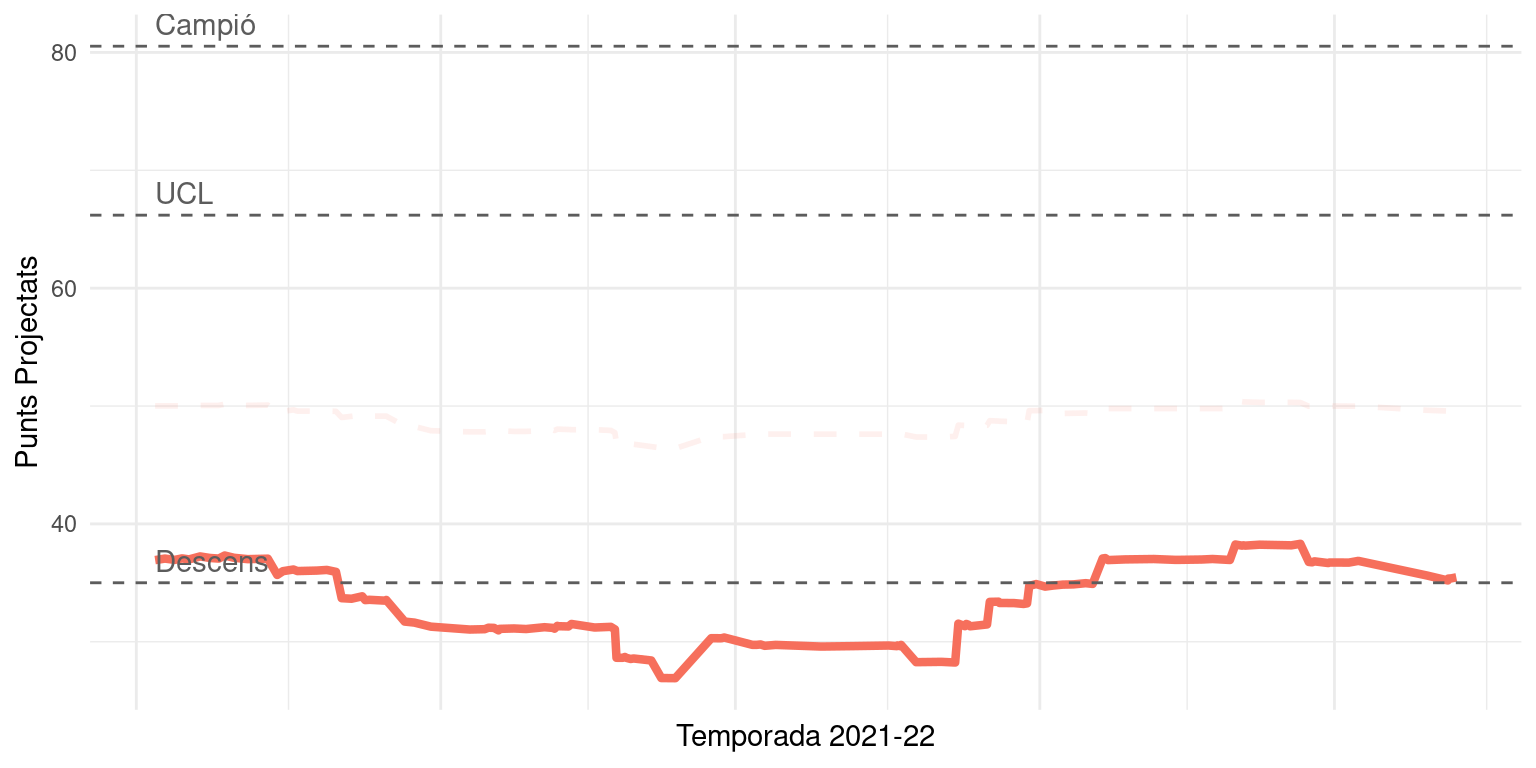 Campió
80
UCL
60
Punts Projectats
40
Descens
Temporada 2021-22